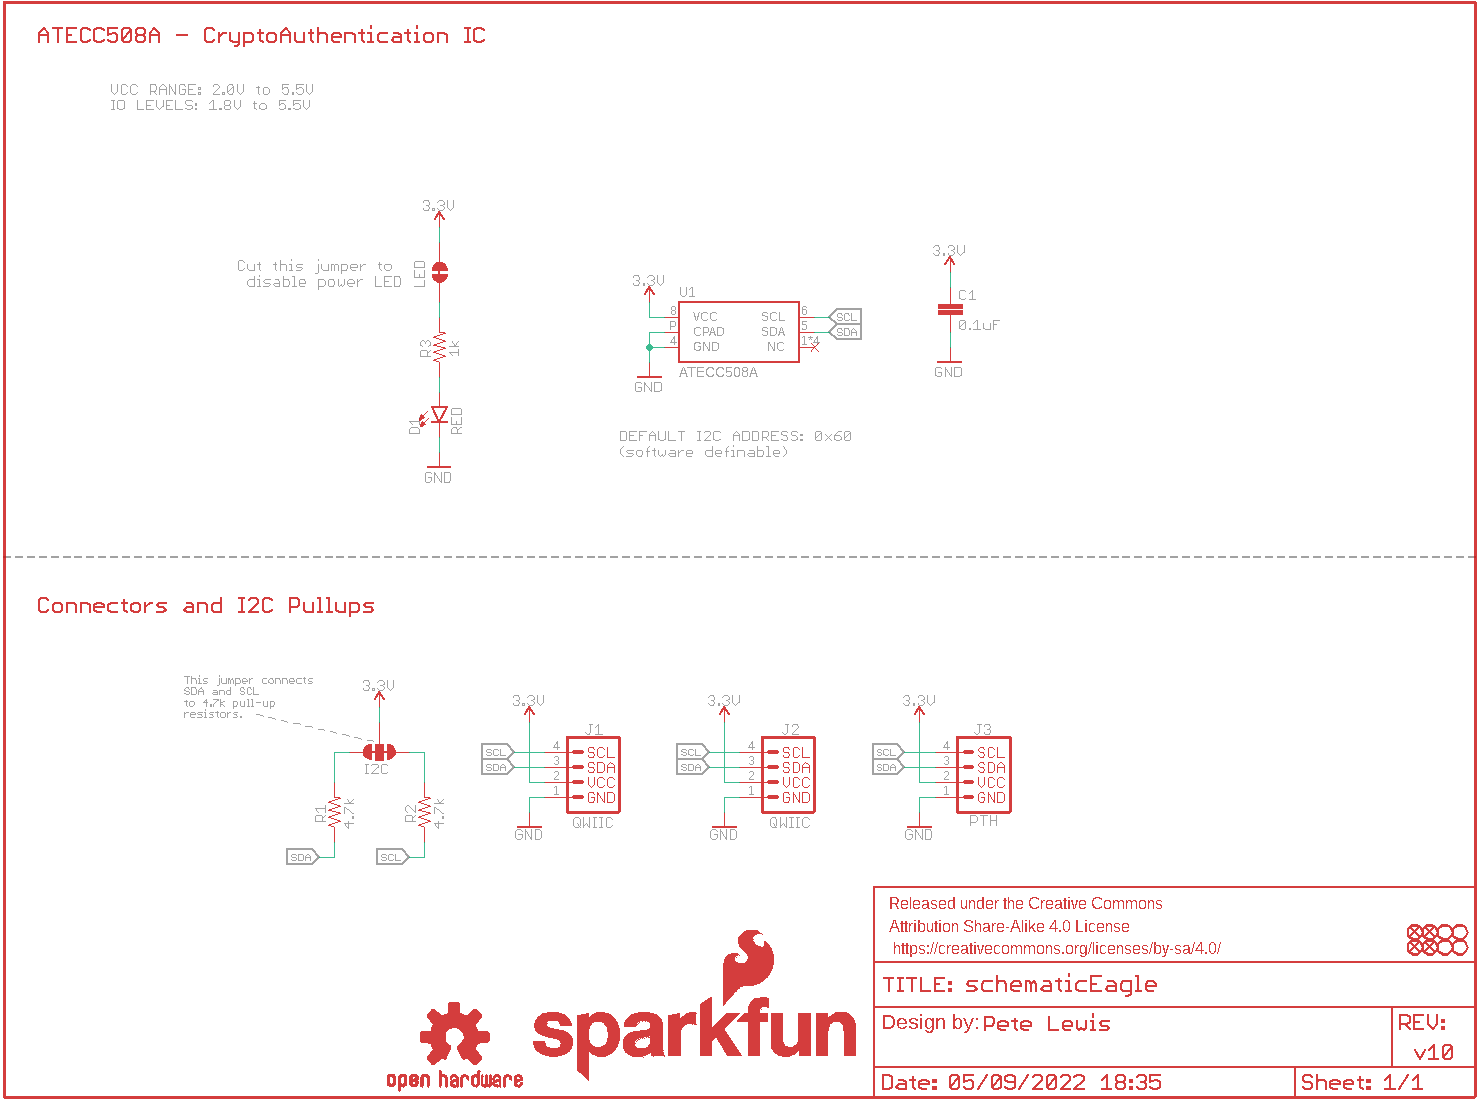 ATECC508A - CryptoAuthentication IC
VCC RANGE: 2.0V to 5.5V
IO LEVELS: 1.8V to 5.5V
3.3V
Cut this jumper to
disable power LED
LED
R3
1k
D1
RED
GND
3.3V
U1
8
VCC
SCL
6
SCL
P
CPAD
SDA
5
SDA
4
GND
NC
1*4
ATECC508A
GND
DEFAULT I2C ADDRESS: 0x60
(software definable)
3.3V
C1
0.1uF
GND
Connectors and I2C Pullups
This jumper connects
SDA and SCL
to 4.7k pull-up
resistors.
3.3V
I2C
R1
4.7k
R2
4.7k
SDA
SCL
3.3V
J1
SCL
4
SCL
SDA
3
SDA
2
VCC
1
GND
GND
QWIIC
3.3V
J2
SCL
4
SCL
SDA
3
SDA
2
VCC
1
GND
GND
QWIIC
3.3V
J3
SCL
4
SCL
SDA
3
SDA
2
VCC
1
GND
GND
PTH
open hardware
sparkfun
Released under the Creative Commons
Attribution Share-Alike 4.0 License
https://creativecommons.org/licenses/by-sa/4.0/
TITLE: schematicEagle
Design by: Pete Lewis
REV:
v10
Date: 05/09/2022 18:35
Sheet: 1/1